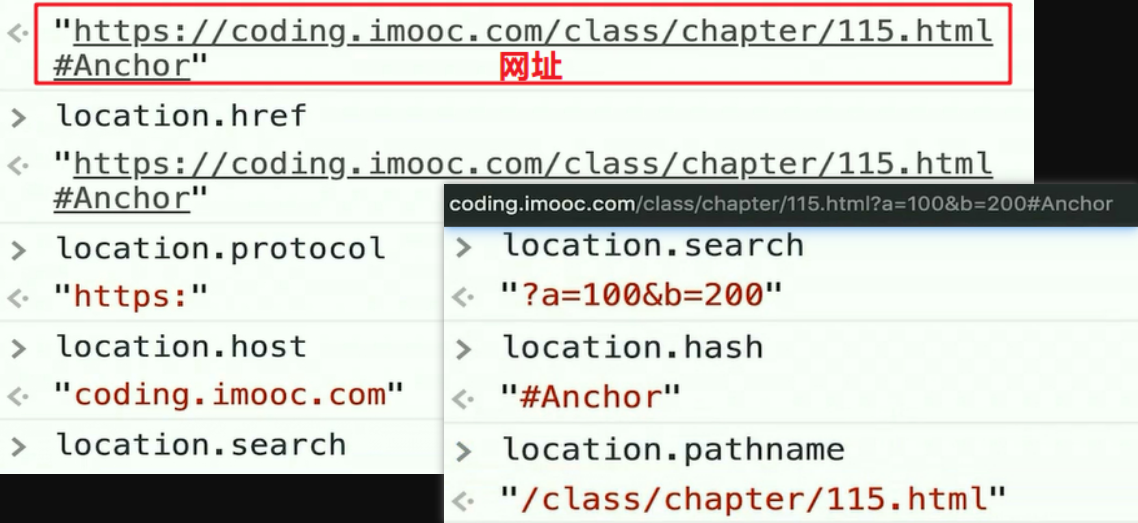 "https://coding.imooc.com/class/chapter/115.html
#Anchor"
网址
location.href
"https://coding.imooc.com/class/chapter/115.html
#Anchor"
location.protocol
"https:"
location.host
"coding.imooc.com"
location.search
coding.imooc.com/class/chapter/115.html?a=100&b=200#Anchor
location.search
"?a=100&b=200"
location.hash
"#Anchor"
location.pathname
"/class/chapter/115.html"